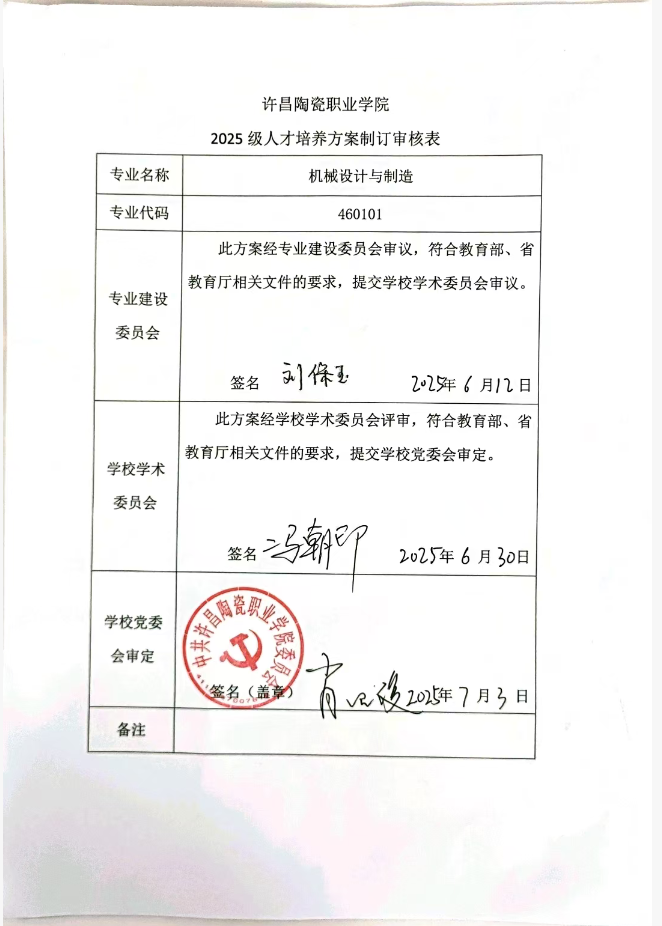 许昌陶瓷职业学院
2025 级人才培养方案制订审核表
专业名称
机械设计与制造
专业代码
460101
专业建设
委员会
此方案经专业建设委员会审议，符合教育部、省
教育厅相关文件的要求，提交学校学术委员会审议。
签名 刘保玉 2025年 6 月 12 日
学校学术
委员会
此方案经学校学术委员会评审，符合教育部、省
教育厅相关文件的要求，提交学校党委会审定。
签名 冯朝印 2025年 6 月 30日
学校党委
会审定
中共许昌陶瓷职业学院委员会
签名（盖章） 肖 2025年 7 月 3 日
备注